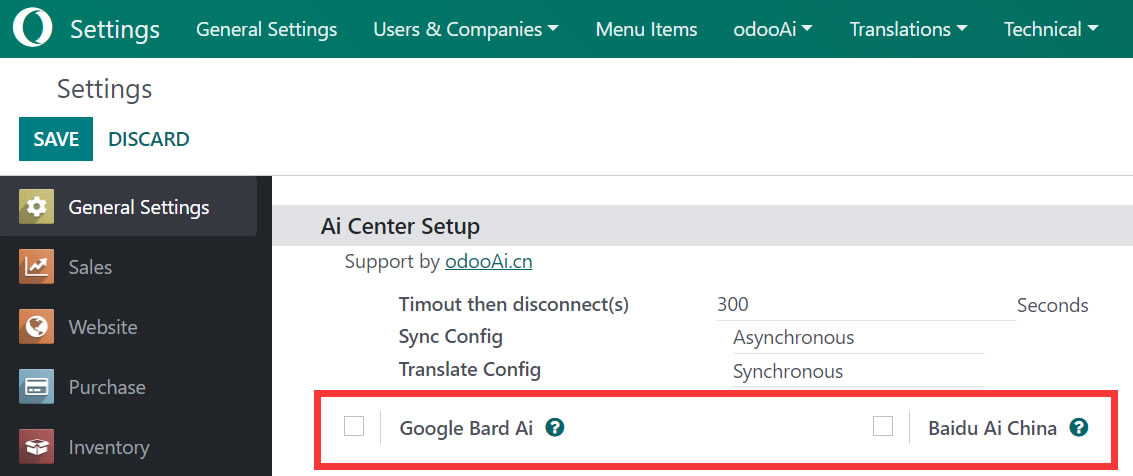 Settings General Settings Users & Companies Menu Items odooAi Translations Technical
Settings
SAVE DISCARD
General Settings
Sales
Website
Purchase
Inventory
Ai Center Setup
Support by odooAi.cn
Timout then disconnect(s) 300 Seconds
Sync Config Asynchronous
Translate Config Synchronous
Google Bard Ai ? Baidu Ai China ?